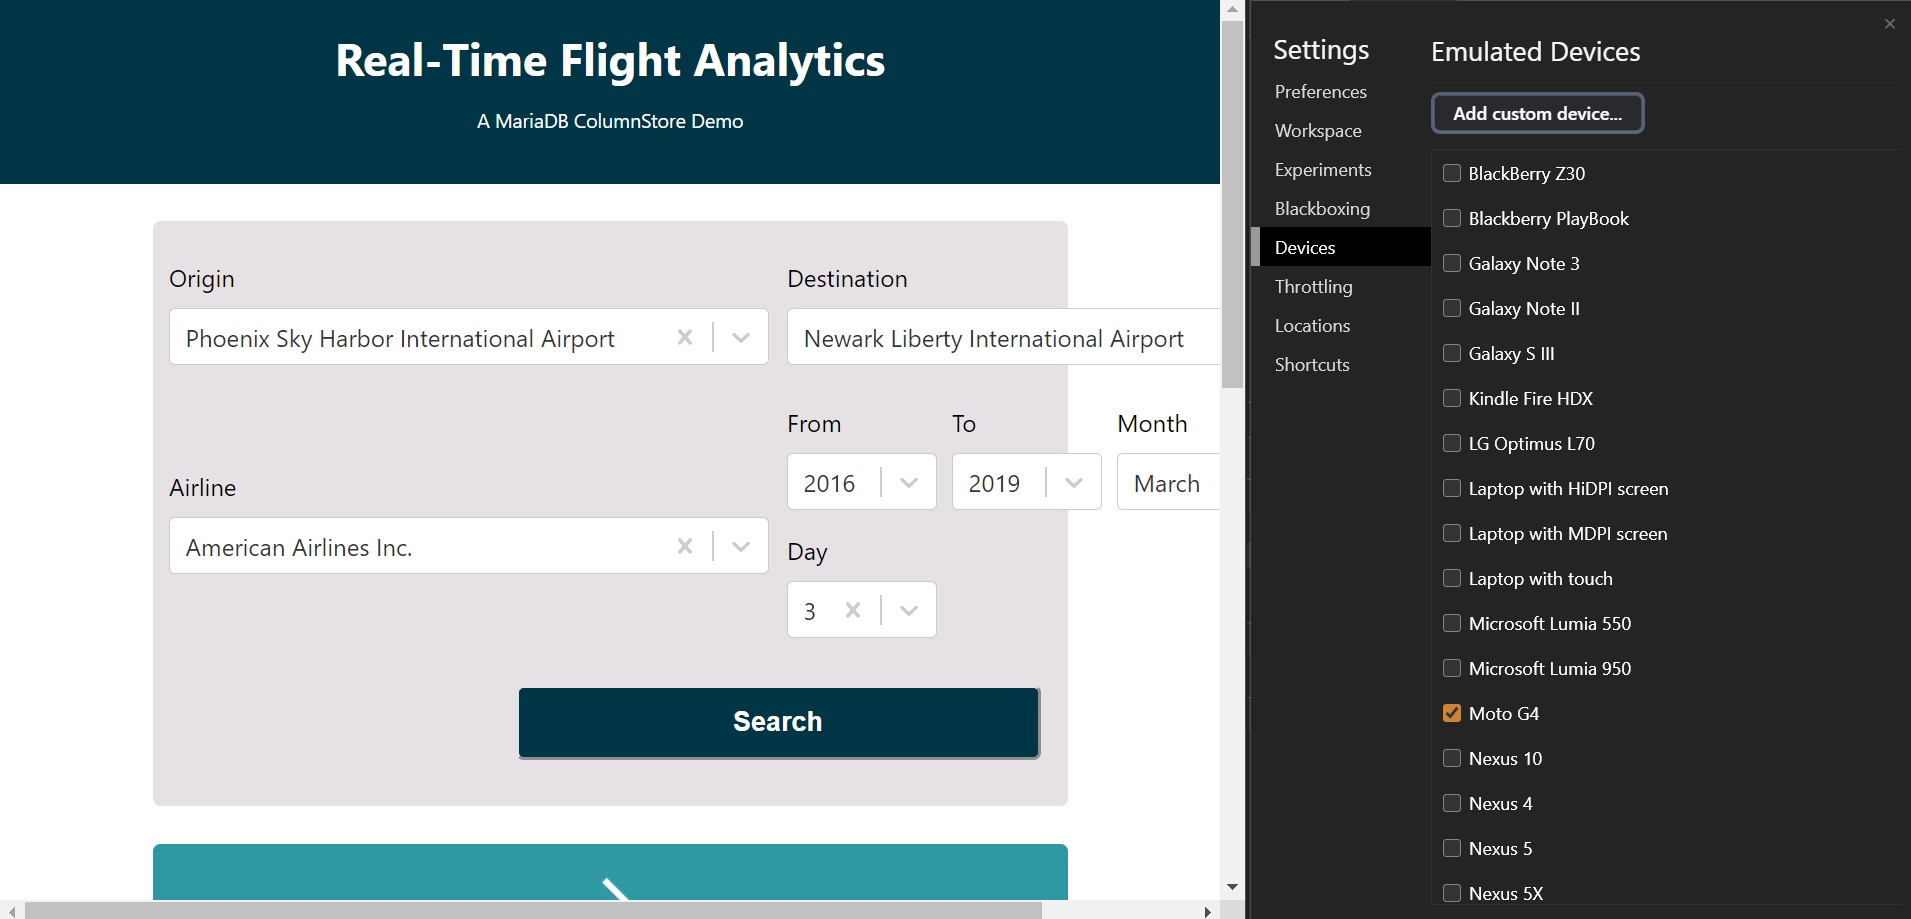 Real-Time Flight Analytics
A MariaDB ColumnStore Demo
Origin
Destination
Phoenix Sky Harbor International Airport
Newark Liberty International Airport
From
To
Month
2016
2019
March
Airline
American Airlines Inc.
Day
3
Search
Settings
Preferences
Workspace
Experiments
Blackboxing
Devices
Throttling
Locations
Shortcuts
Emulated Devices
Add custom device...
BlackBerry Z30
Blackberry PlayBook
Galaxy Note 3
Galaxy Note II
Galaxy S III
Kindle Fire HDX
LG Optimus L70
Laptop with HiDPI screen
Laptop with MDPI screen
Laptop with touch
Microsoft Lumia 550
Microsoft Lumia 950
Moto G4
Nexus 10
Nexus 4
Nexus 5
Nexus 5X